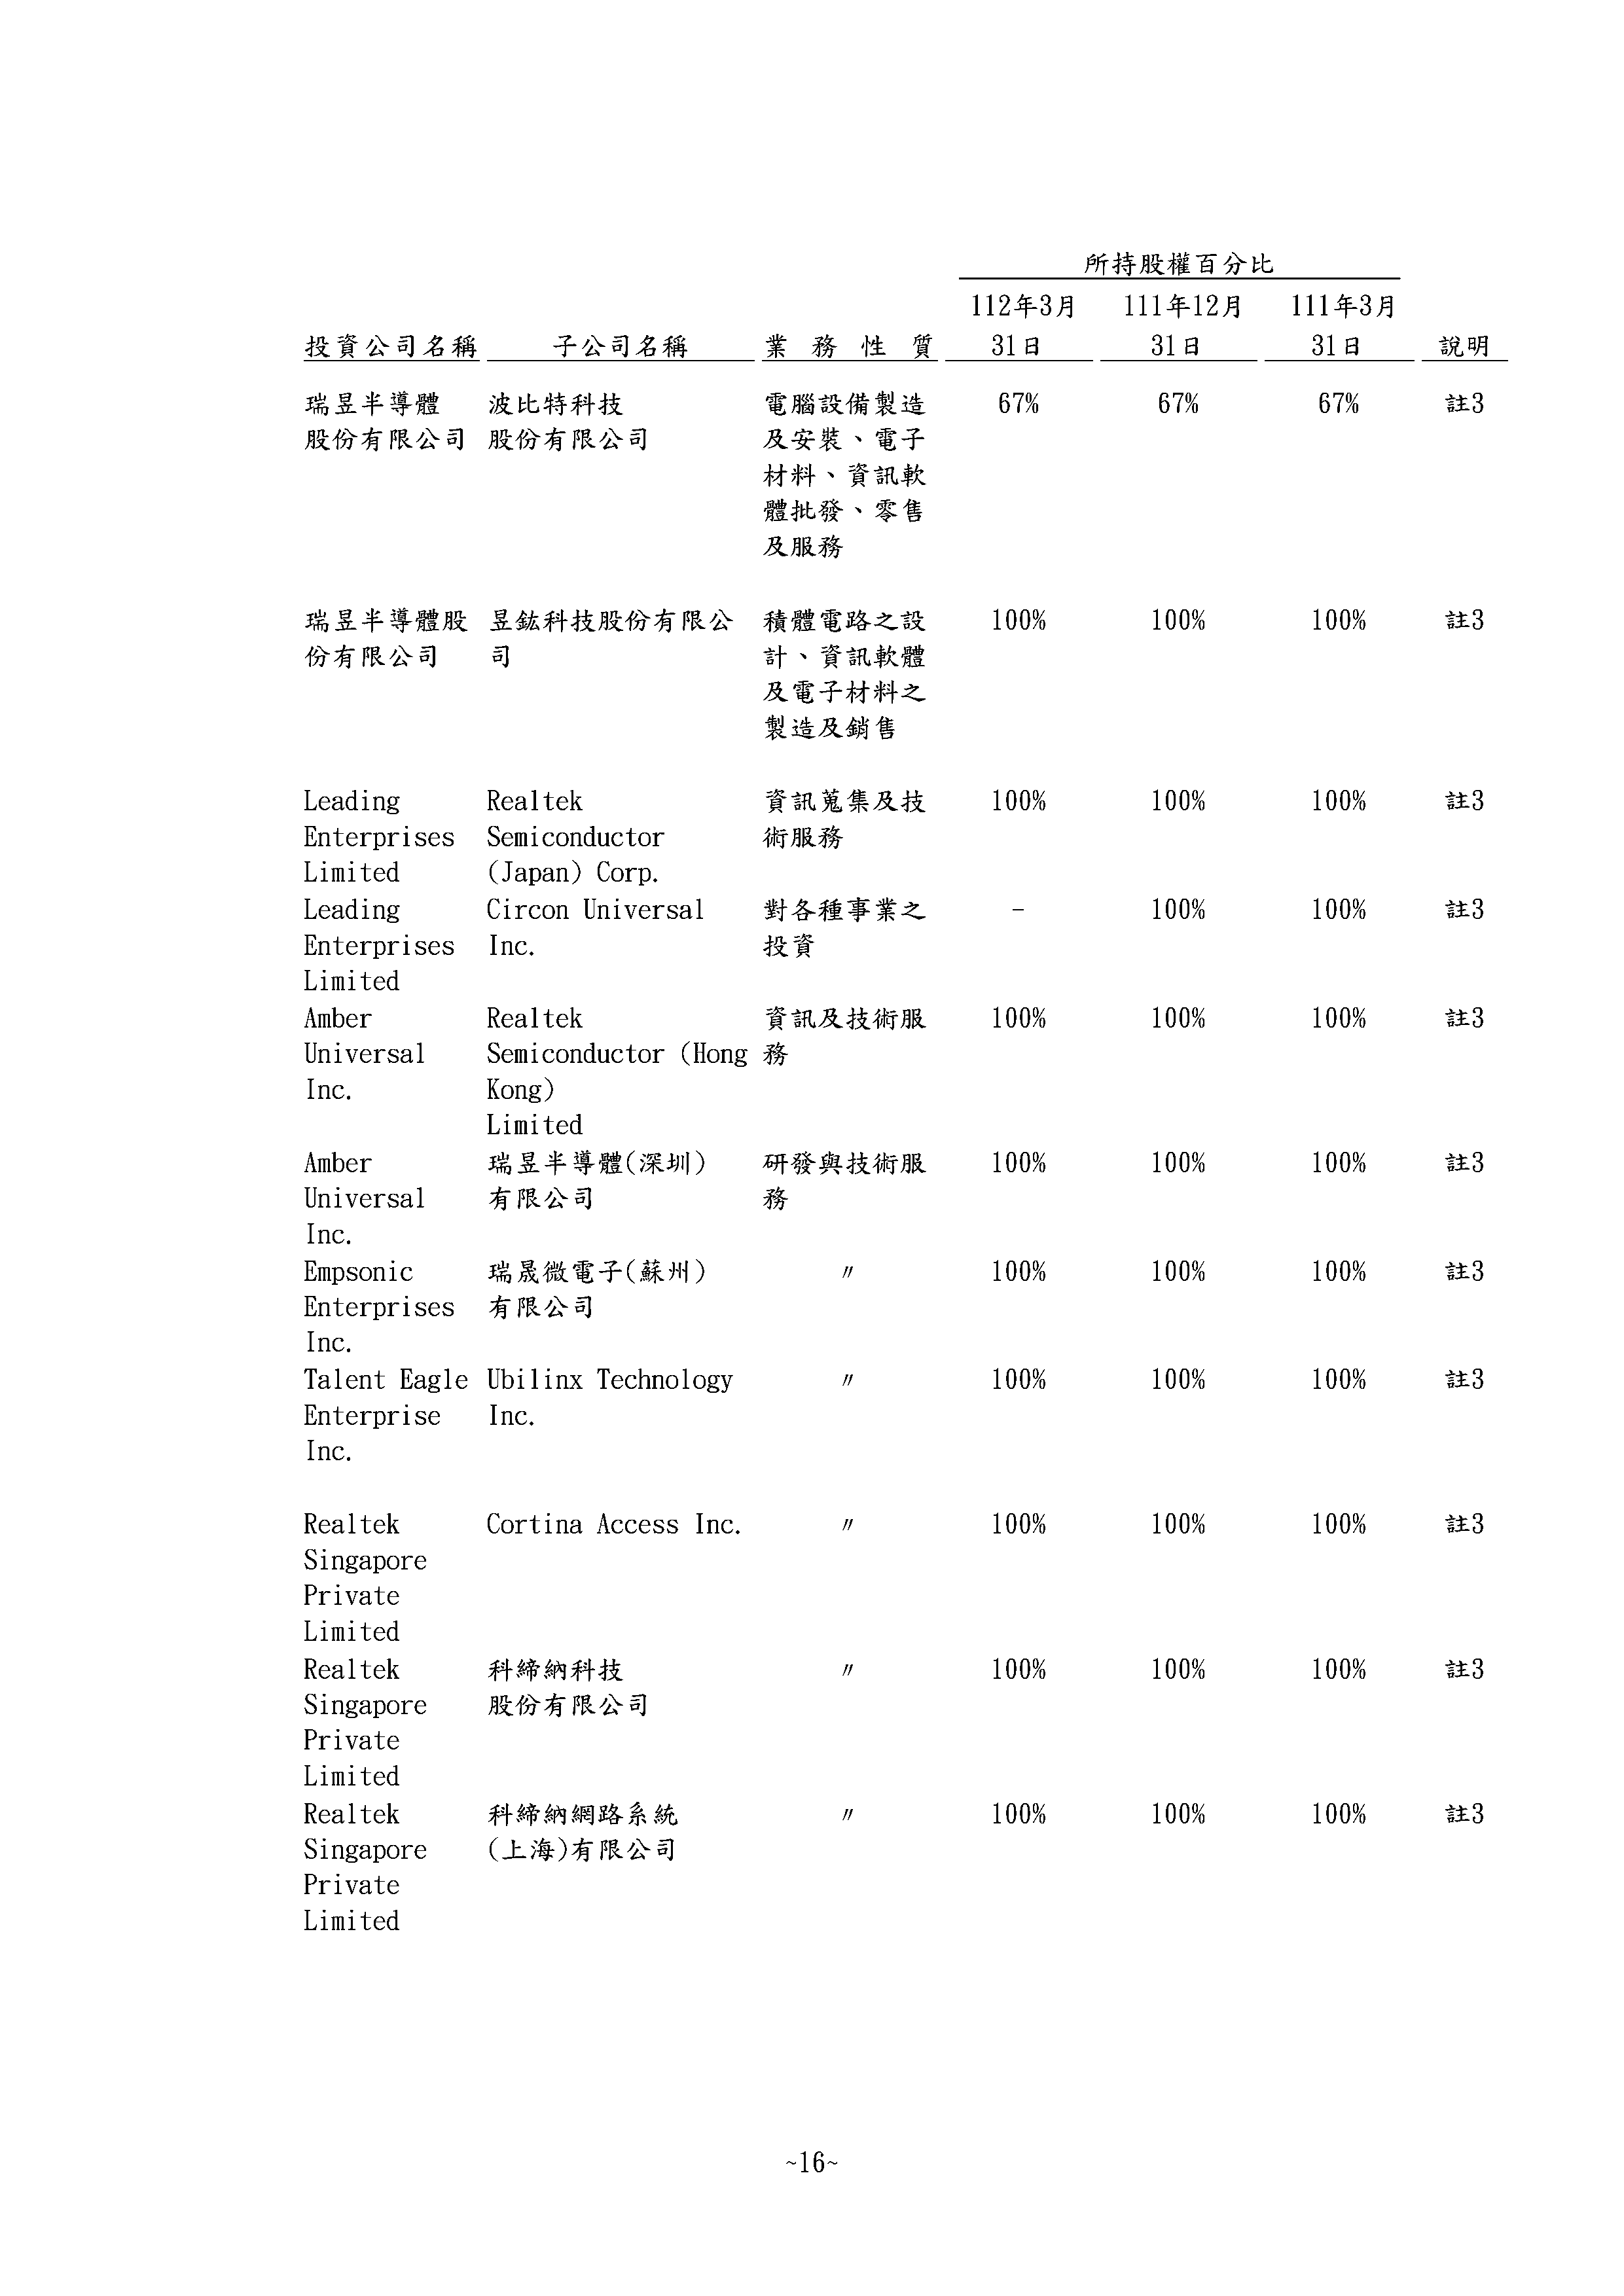 所持股權百分比
112年3月 111年12月 111年3月
投資公司名稱 子公司名稱 業務性質 31日 31日 31日 說明
瑞昱半導體 波比特科技 電腦設備製造 67% 67% 67% 註3
股份有限公司 股份有限公司 及安裝、電子
材料、資訊軟
體批發、零售
及服務
瑞昱半導體股 昱鈜科技股份有限公 積體電路之設 100% 100% 100% 註3
份有限公司 司 計、資訊軟體
及電子材料之
製造及銷售
Leading Realtek 資訊蒐集及技 100% 100% 100% 註3
Enterprises Semiconductor 術服務
Limited (Japan) Corp.
Leading Circon Universal 對各種事業之 - 100% 100% 註3
Enterprises Inc. 投資
Limited
Amber Realtek 資訊及技術服 100% 100% 100% 註3
Universal Semiconductor (Hong 務
Inc. Kong)
Limited
Amber 瑞昱半導體(深圳) 研發與技術服 100% 100% 100% 註3
Universal 有限公司 務
Inc.
Empsonic 瑞晟微電子(蘇州) 〃 100% 100% 100% 註3
Enterprises 有限公司
Inc.
Talent Eagle Ubilinx Technology 〃 100% 100% 100% 註3
Enterprise Inc.
Inc.
Realtek Cortina Access Inc. 〃 100% 100% 100% 註3
Singapore
Private
Limited
Realtek 科締納科技 〃 100% 100% 100% 註3
Singapore 股份有限公司
Private
Limited
Realtek 科締納網路系統 〃 100% 100% 100% 註3
Singapore (上海)有限公司
Private
Limited
~16~